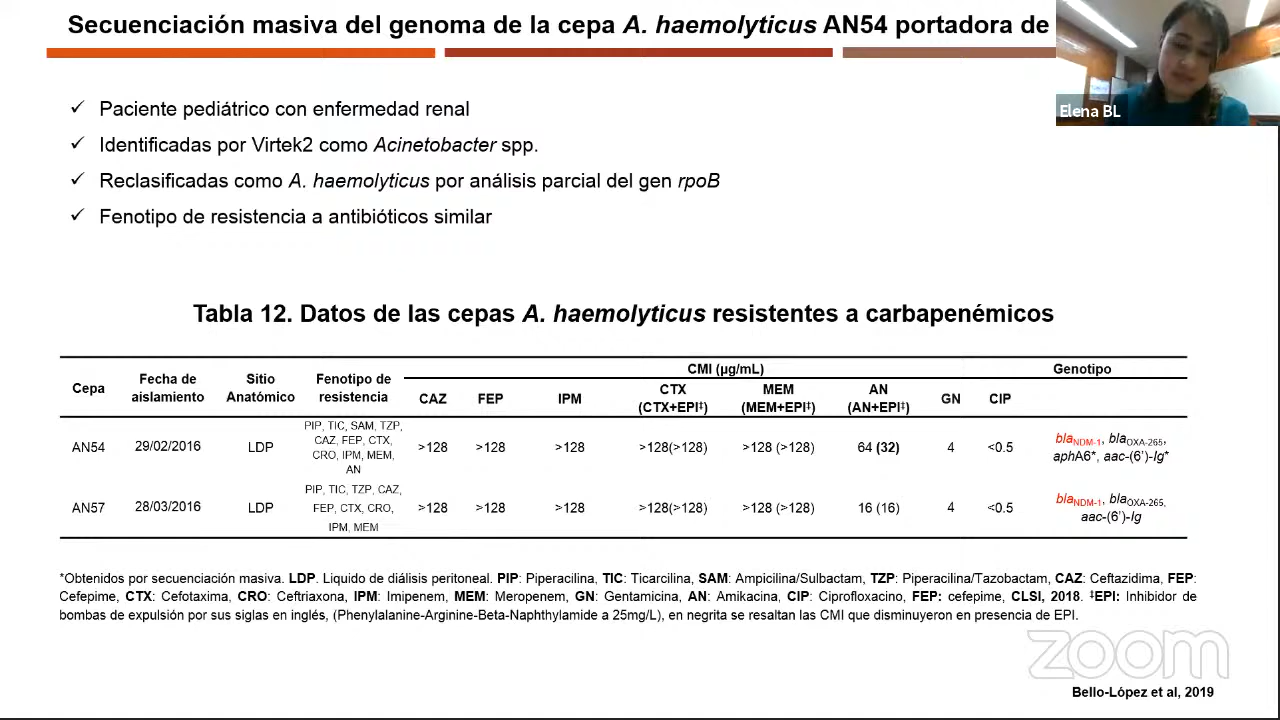 Secuenciación masiva del genoma de la cepa A. haemolyticus AN54 portadora de
Elena BL
✓ Paciente pediátrico con enfermedad renal
✓ Identificadas por Virtek2 como Acinetobacter spp.
✓ Reclasificadas como A. haemolyticus por análisis parcial del gen rpoB
✓ Fenotipo de resistencia a antibióticos similar
Tabla 12. Datos de las cepas A. haemolyticus resistentes a carbapenémicos
CMI (µg/mL) Genotipo
Cepa Fecha de aislamiento Sitio Anatómico Fenotipo de resistencia CAZ FEP IPM CTX (CTX+EPI‡) MEM (MEM+EPI‡) AN (AN+EPI‡) GN CIP
AN54 29/02/2016 LDP PIP, TIC, SAM, TZP, CAZ, FEP, CTX, CRO, IPM, MEM, AN >128 >128 >128 >128(>128) >128 (>128) 64 (32) 4 <0.5 blaNDM-1, blaOXA-265, aphA6*, aac-(6’)-Ig*
AN57 28/03/2016 LDP PIP, TIC, TZP, CAZ, FEP, CTX, CRO, IPM, MEM >128 >128 >128 >128(>128) >128 (>128) 16 (16) 4 <0.5 blaNDM-1, blaOXA-265, aac-(6’)-Ig
*Obtenidos por secuenciación masiva. LDP. Liquido de diálisis peritoneal. PIP: Piperacilina, TIC: Ticarcilina, SAM: Ampicilina/Sulbactam, TZP: Piperacilina/Tazobactam, CAZ: Ceftazidima, FEP:
Cefepime, CTX: Cefotaxima, CRO: Ceftriaxona, IPM: Imipenem, MEM: Meropenem, GN: Gentamicina, AN: Amikacina, CIP: Ciprofloxacino, FEP: cefepime, CLSI, 2018. ‡EPI: Inhibidor de
bombas de expulsión por sus siglas en inglés, (Phenylalanine-Arginine-Beta-Naphthylamide a 25mg/L), en negrita se resaltan las CMI que disminuyeron en presencia de EPI.
zoom
Bello-López et al, 2019